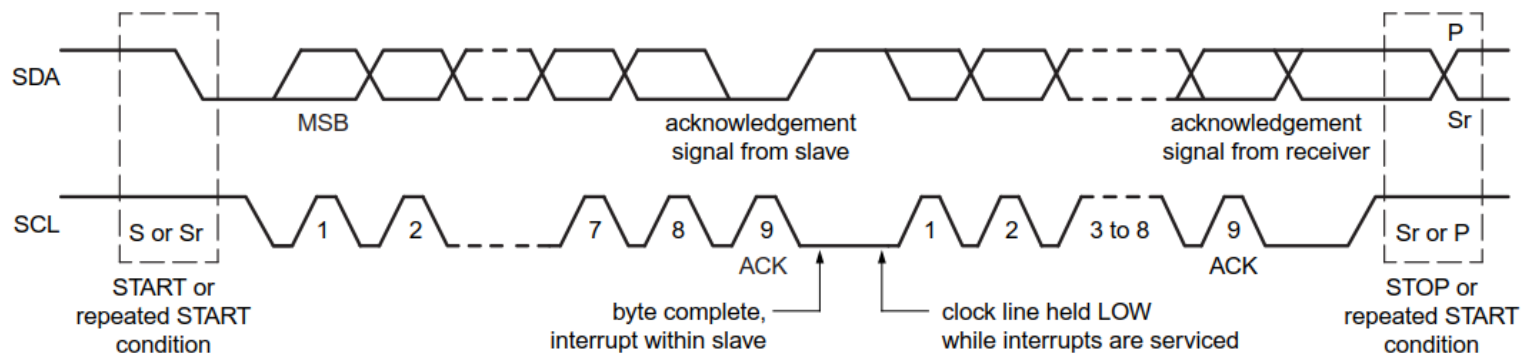 P
SDA
MSB
acknowledgement
signal from slave
acknowledgement
signal from receiver
Sr
SCL
S or Sr
1
2
7
8
9
1
2
3 to 8
9
Sr or P
ACK
ACK
START or
repeated START
condition
byte complete,
interrupt within slave
clock line held LOW
while interrupts are serviced
STOP or
repeated START
condition